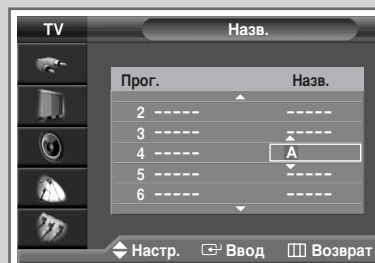 TV Назв.
Прог. Назв.
2 ----- -----
3 ----- -----
4 ----- A
5 ----- -----
6 ----- -----
Настр. Ввод Возврат